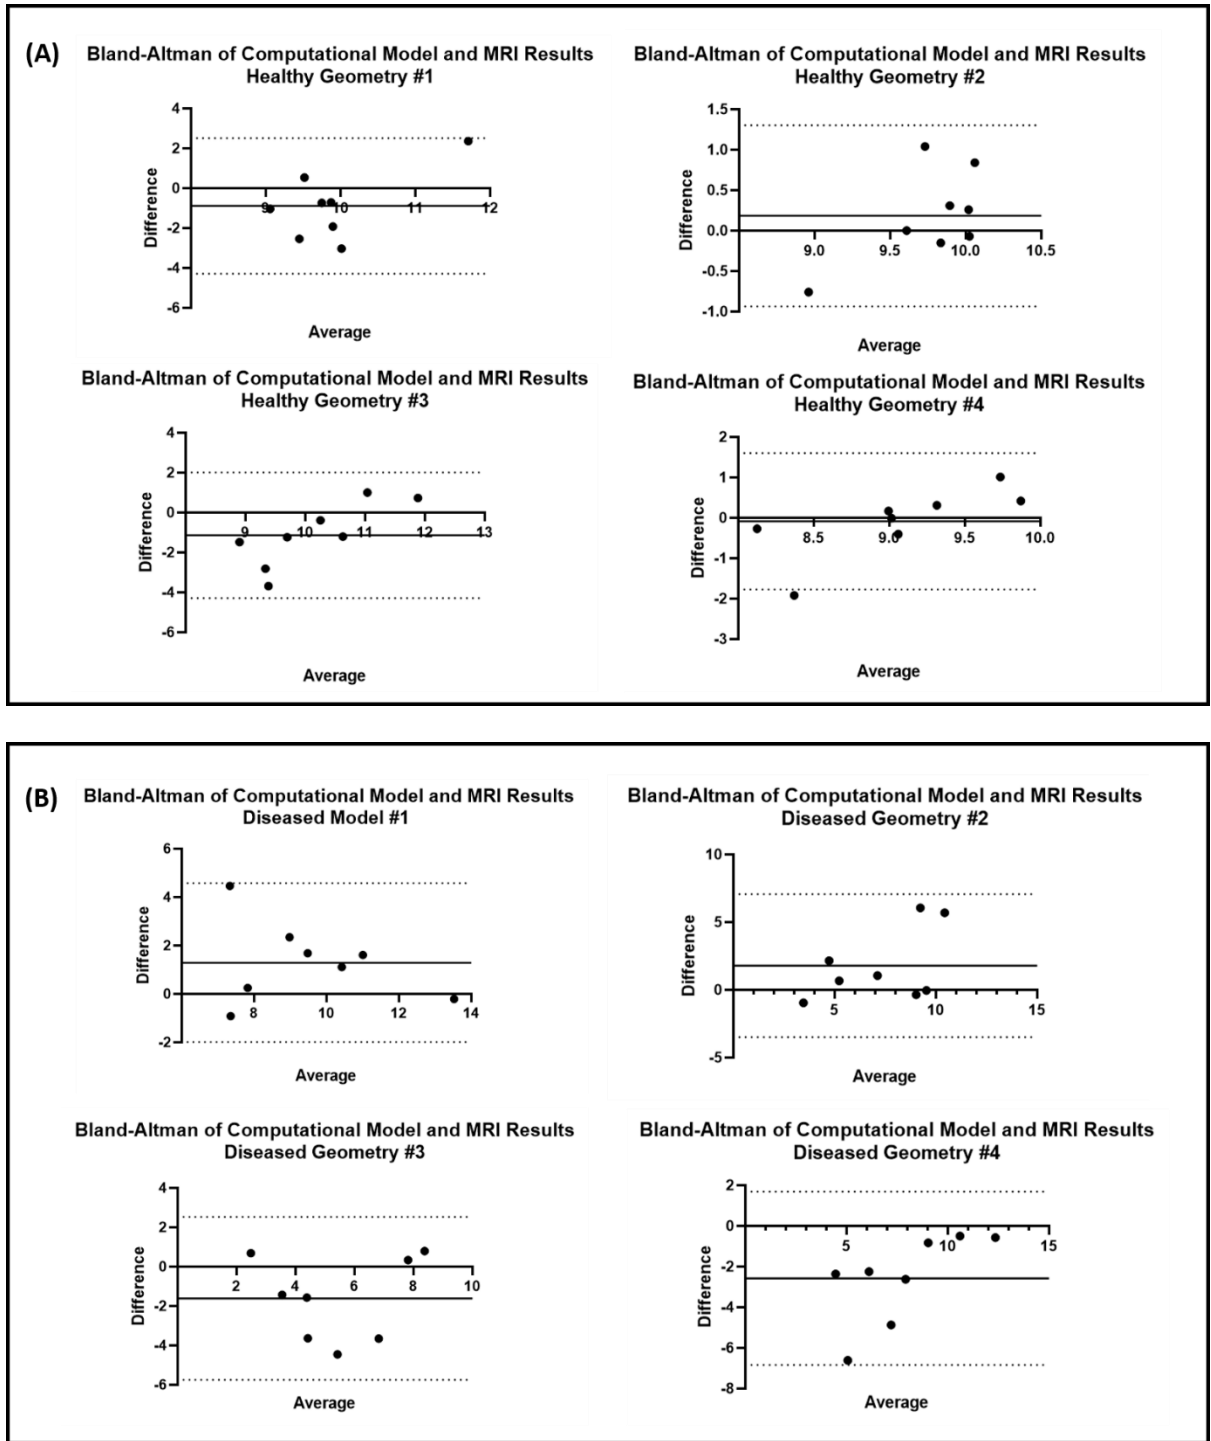 (A)
Bland-Altman of Computational Model and MRI Results
Healthy Geometry #1
4
2
0
-2
-4
-6
9
10
11
12
Difference
Average
Bland-Altman of Computational Model and MRI Results
Healthy Geometry #2
1.5
1.0
0.5
0.0
-0.5
-1.0
9.0
9.5
10.0
10.5
Difference
Average
Bland-Altman of Computational Model and MRI Results
Healthy Geometry #3
4
2
0
-2
-4
-6
9
10
11
12
13
Difference
Average
Bland-Altman of Computational Model and MRI Results
Healthy Geometry #4
2
1
0
-1
-2
-3
8.5
9.0
9.5
10.0
Difference
Average
(B)
Bland-Altman of Computational Model and MRI Results
Diseased Model #1
6
4
2
0
-2
8
10
12
14
Difference
Average
Bland-Altman of Computational Model and MRI Results
Diseased Geometry #2
10
5
0
-5
5
10
15
Difference
Average
Bland-Altman of Computational Model and MRI Results
Diseased Geometry #3
4
2
0
-2
-4
-6
2
4
6
8
10
Difference
Average
Bland-Altman of Computational Model and MRI Results
Diseased Geometry #4
2
0
-2
-4
-6
-8
5
10
15
Difference
Average